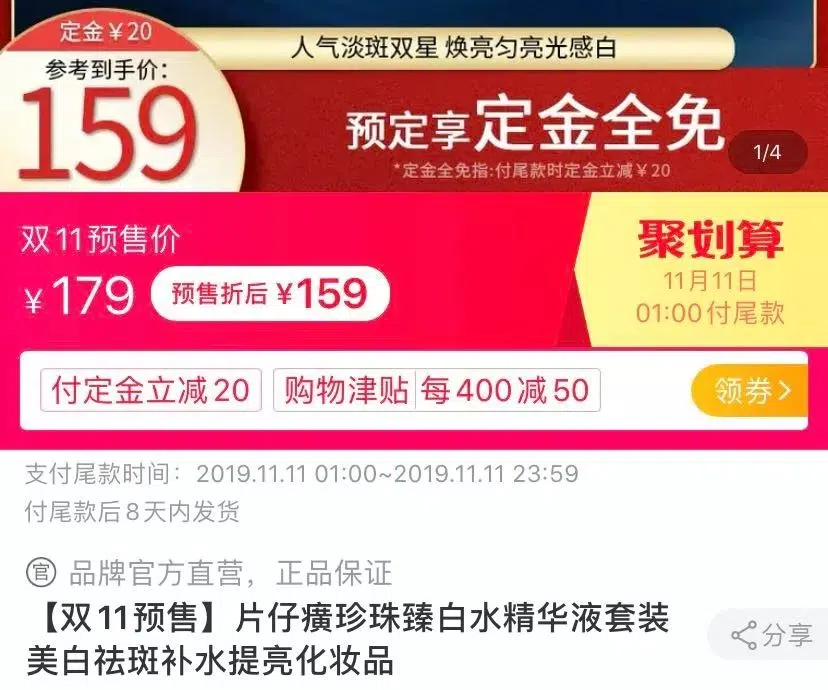 定金￥20
参考到手价：
159
人气淡斑双星 焕亮匀亮光感白
预定享定金全免
*定金全免指:付尾款时定金立减￥20
1/4
双11预售价
￥179 预售折后￥159
聚划算
11月11日
01:00付尾款
付定金立减20 购物津贴 每400减50 领券>
支付尾款时间：2019.11.11 01:00~2019.11.11 23:59
付尾款后8天内发货
官 品牌官方直营，正品保证
【双11预售】片仔癀珍珠臻白水精华液套装
美白祛斑补水提亮化妆品
分享